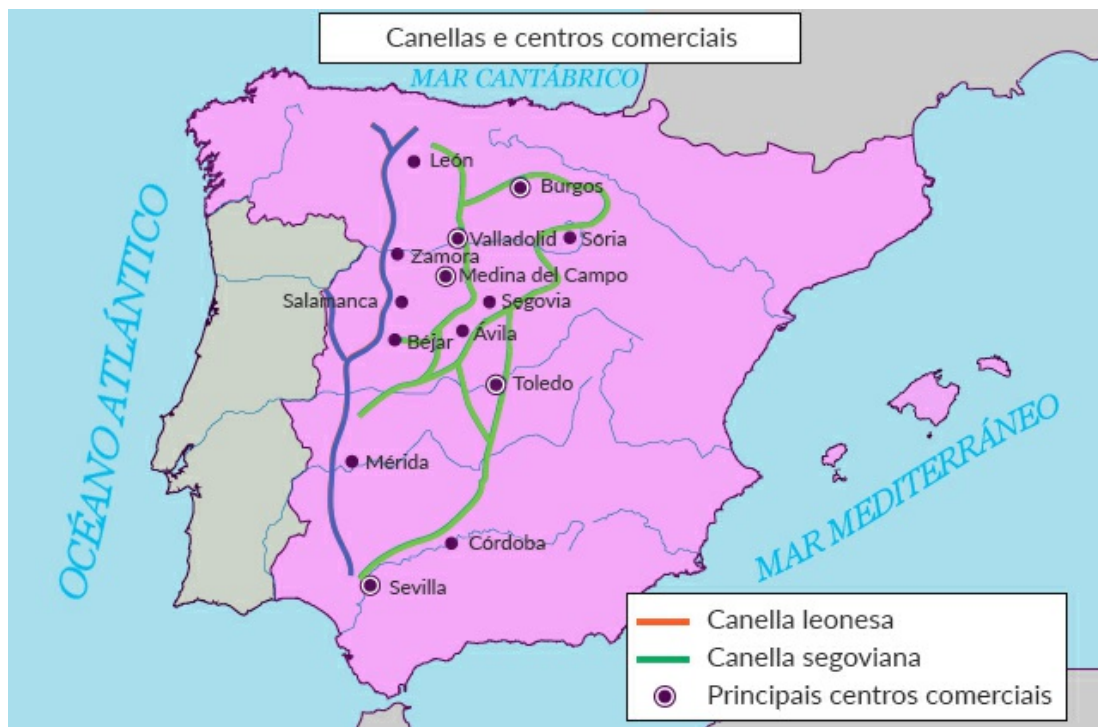 Canellas e centros comerciais
MAR CANTÁBRICO
OCÉANO ATLÁNTICO
León
Burgos
Valladolid
Sória
Zamora
Medina del Campo
Salamanca
Segovia
Béjar
Ávila
Toledo
Mérida
MAR MEDITERRÁNEO
Córdoba
Sevilla
Canella leonesa
Canella segoviana
Principais centros comerciais